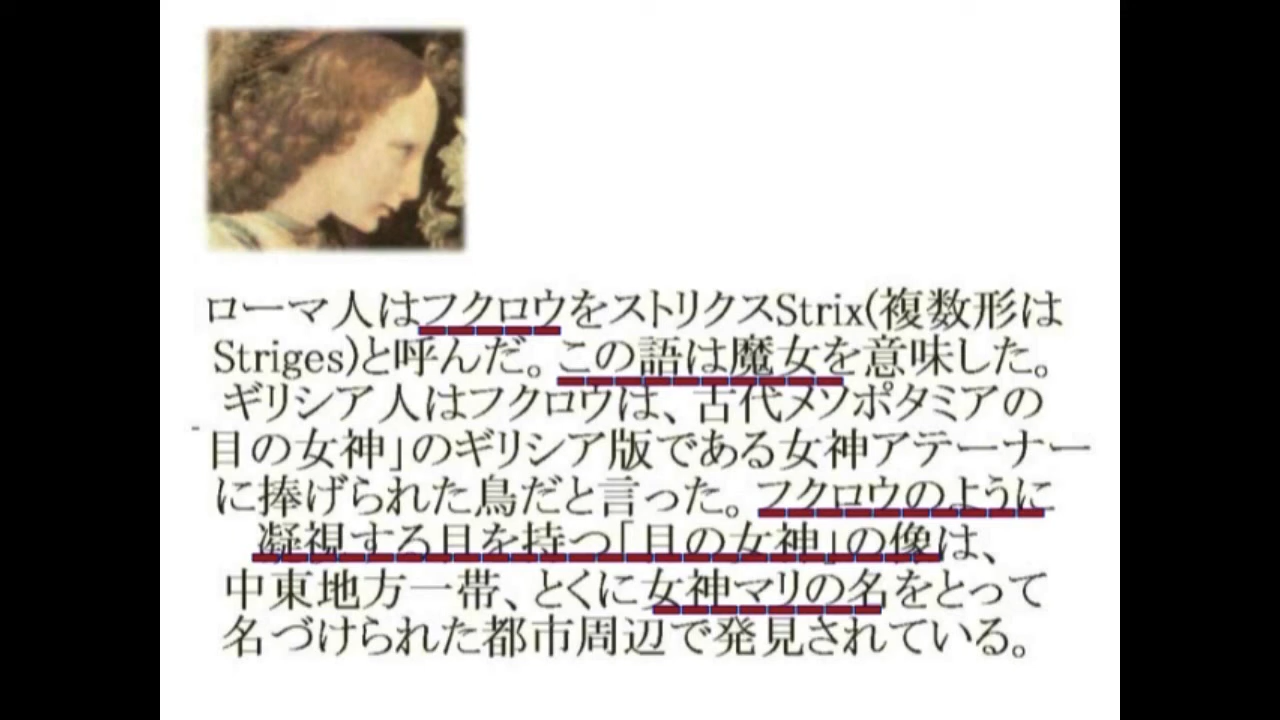 ローマ人はフクロウをストリクスStrix(複数形は
Striges)と呼んだ。この語は魔女を意味した。
ギリシア人はフクロウは、古代メソポタミアの
目の女神」のギリシア版である女神アテーナー
に捧げられた鳥だと言った。フクロウのように
凝視する目を持つ「目の女神」の像は、
中東地方一帯、とくに女神マリの名をとって
名づけられた都市周辺で発見されている。